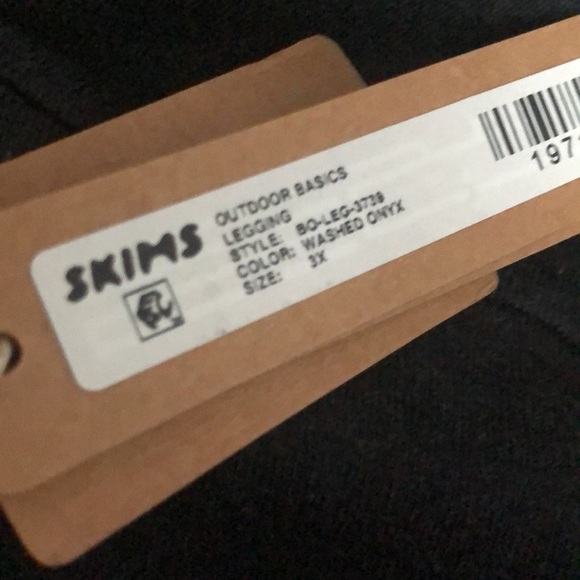 SKIMS
OUTDOOR BASICS
LEGGING
STYLE: BO-LEG-3739
COLOR: WASHED ONYX
SIZE: 3X
197